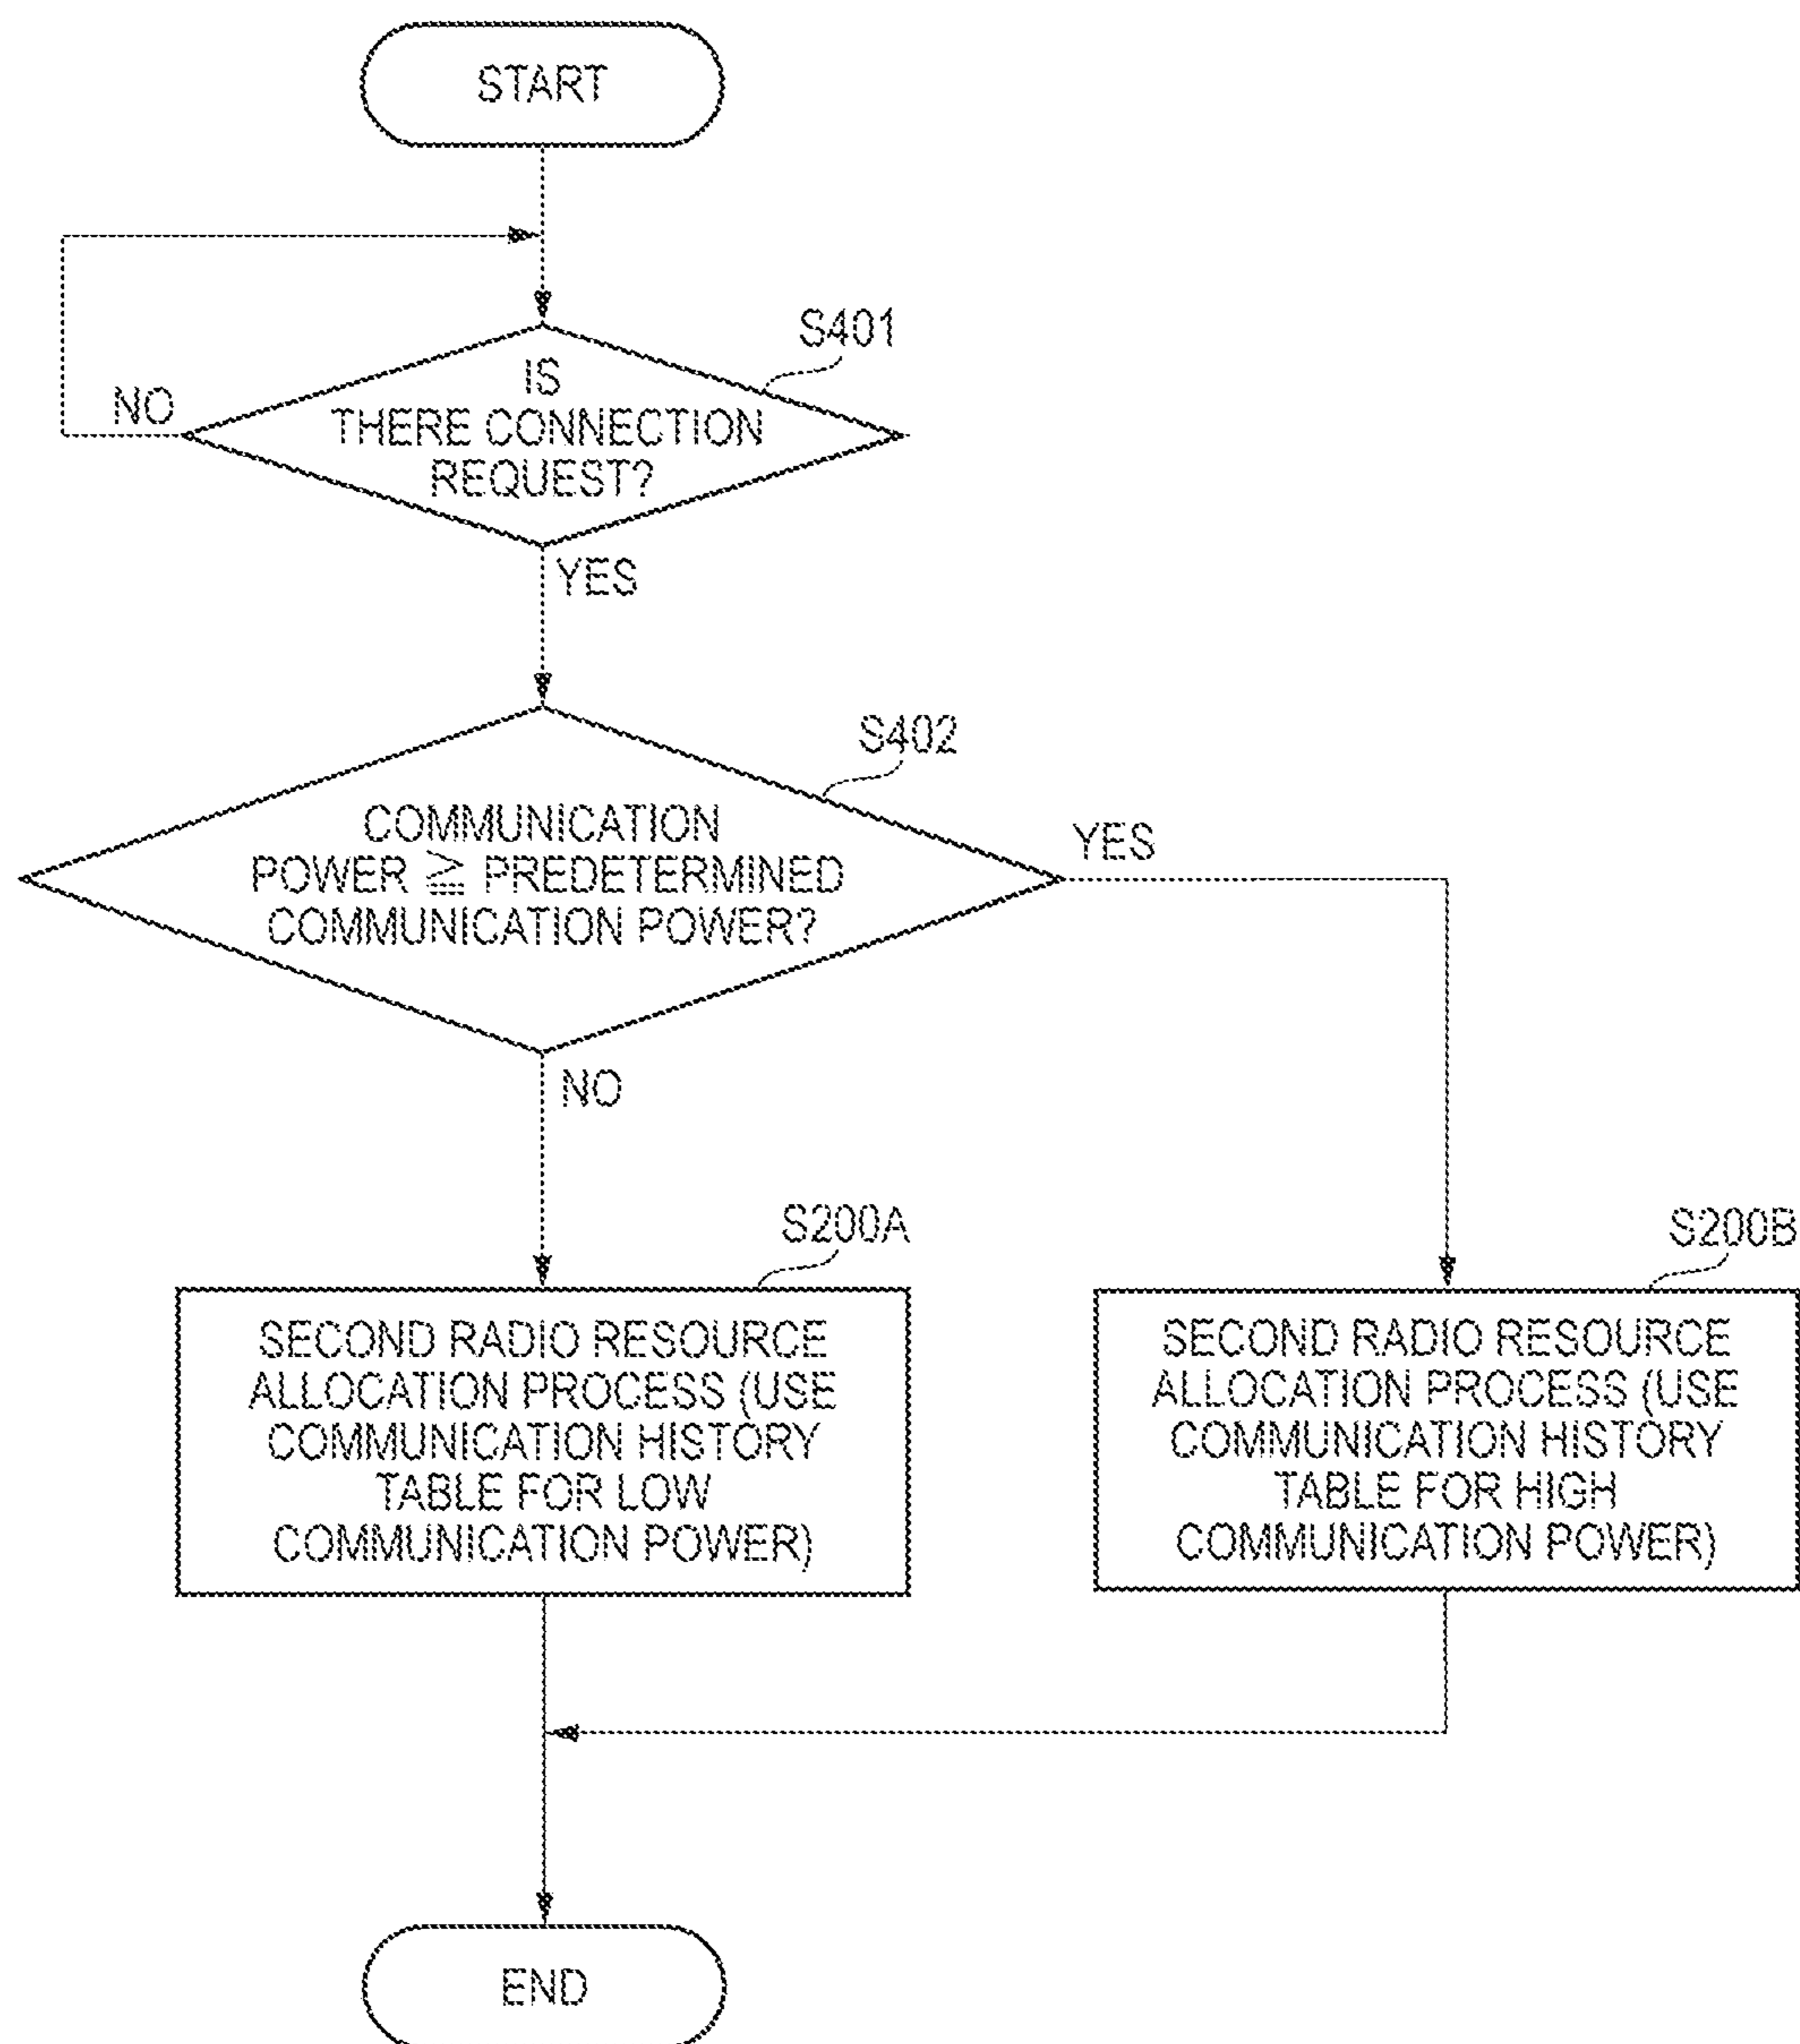 START
S401
IS
THERE CONNECTION
REQUEST?
NO
YES
S402
COMMUNICATION
POWER ≧ PREDETERMINED
COMMUNICATION POWER?
YES
NO
S200A
SECOND RADIO RESOURCE
ALLOCATION PROCESS (USE
COMMUNICATION HISTORY
TABLE FOR LOW
COMMUNICATION POWER)
S200B
SECOND RADIO RESOURCE
ALLOCATION PROCESS (USE
COMMUNICATION HISTORY
TABLE FOR HIGH
COMMUNICATION POWER)
END